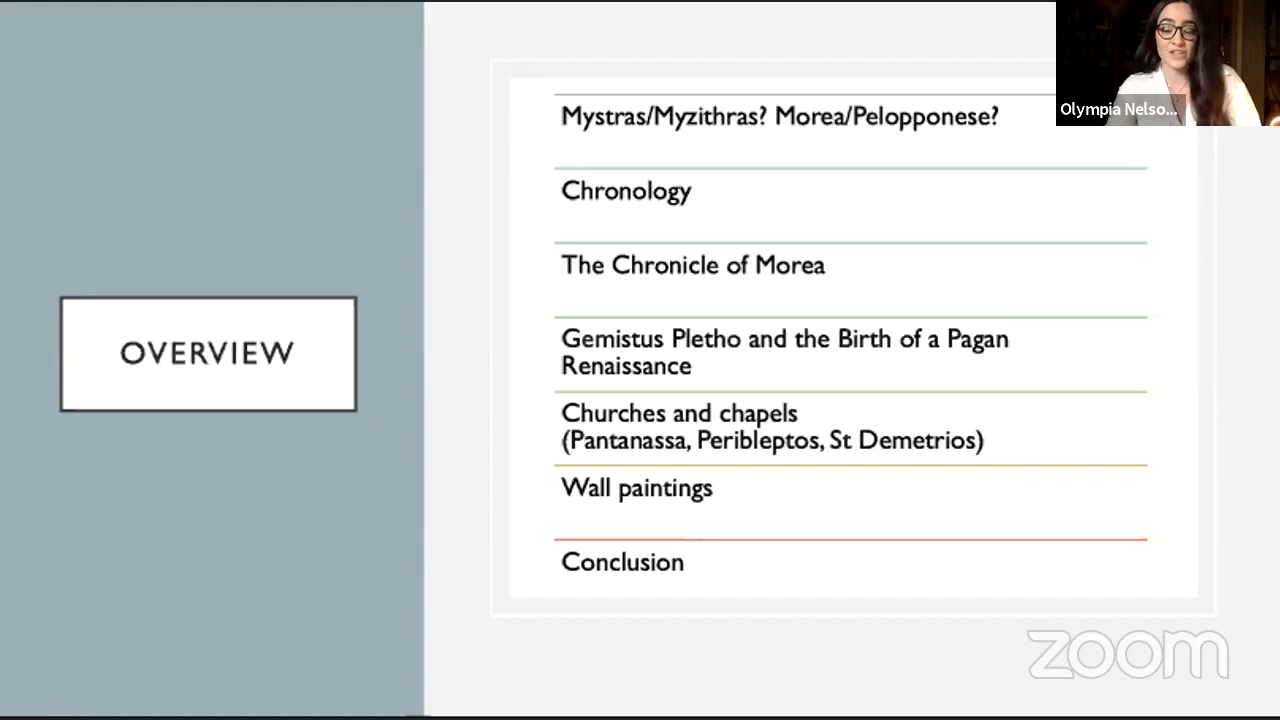 Mystras/Myzithras? Morea/Peloponnese?
Olympia Nelso...
Chronology
The Chronicle of Morea
OVERVIEW
Gemistus Pletho and the Birth of a Pagan
Renaissance
Churches and chapels
(Pantanassa, Peribleptos, St Demetrios)
Wall paintings
Conclusion
zoom